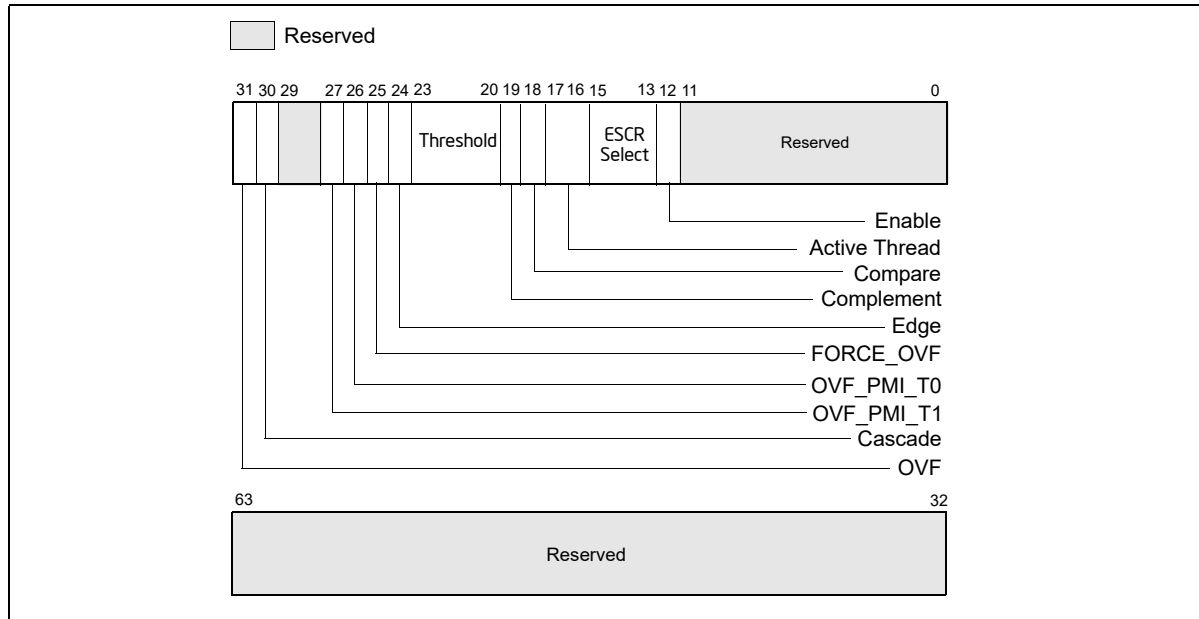 Reserved
31 30 29 27 26 25 24 23 20 19 18 17 16 15 13 12 11 0
Threshold
ESCR
Select
Reserved
Enable
Active Thread
Compare
Complement
Edge
FORCE_OVF
OVF_PMI_T0
OVF_PMI_T1
Cascade
OVF
63 32
Reserved